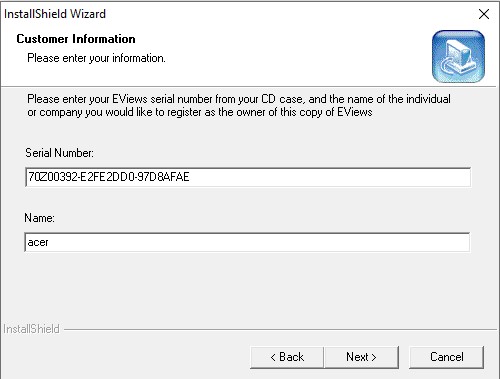 InstallShield Wizard
Customer Information
Please enter your information.
Please enter your EViews serial number from your CD case, and the name of the individual
or company you would like to register as the owner of this copy of EViews
Serial Number:
70Z00392-E2FE2DD0-97D8AFAE
Name:
acer
InstallShield
< Back Next > Cancel